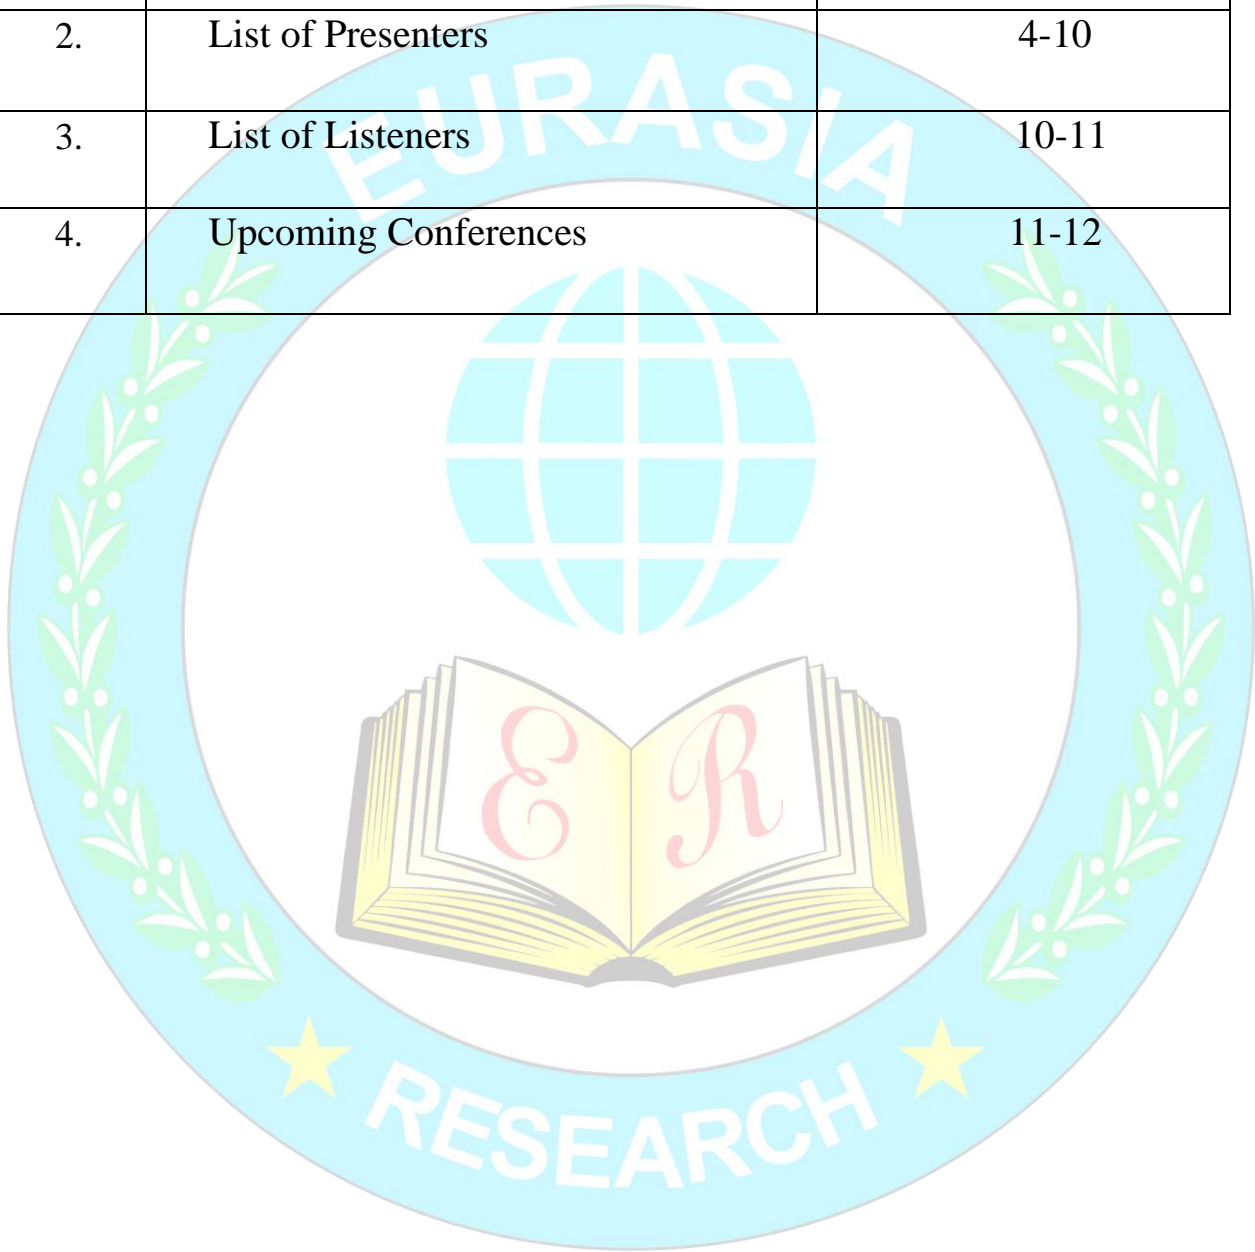 2. List of Presenters 4-10
3. List of Listeners 10-11
4. Upcoming Conferences 11-12
EURASIA
E R
RESEARCH